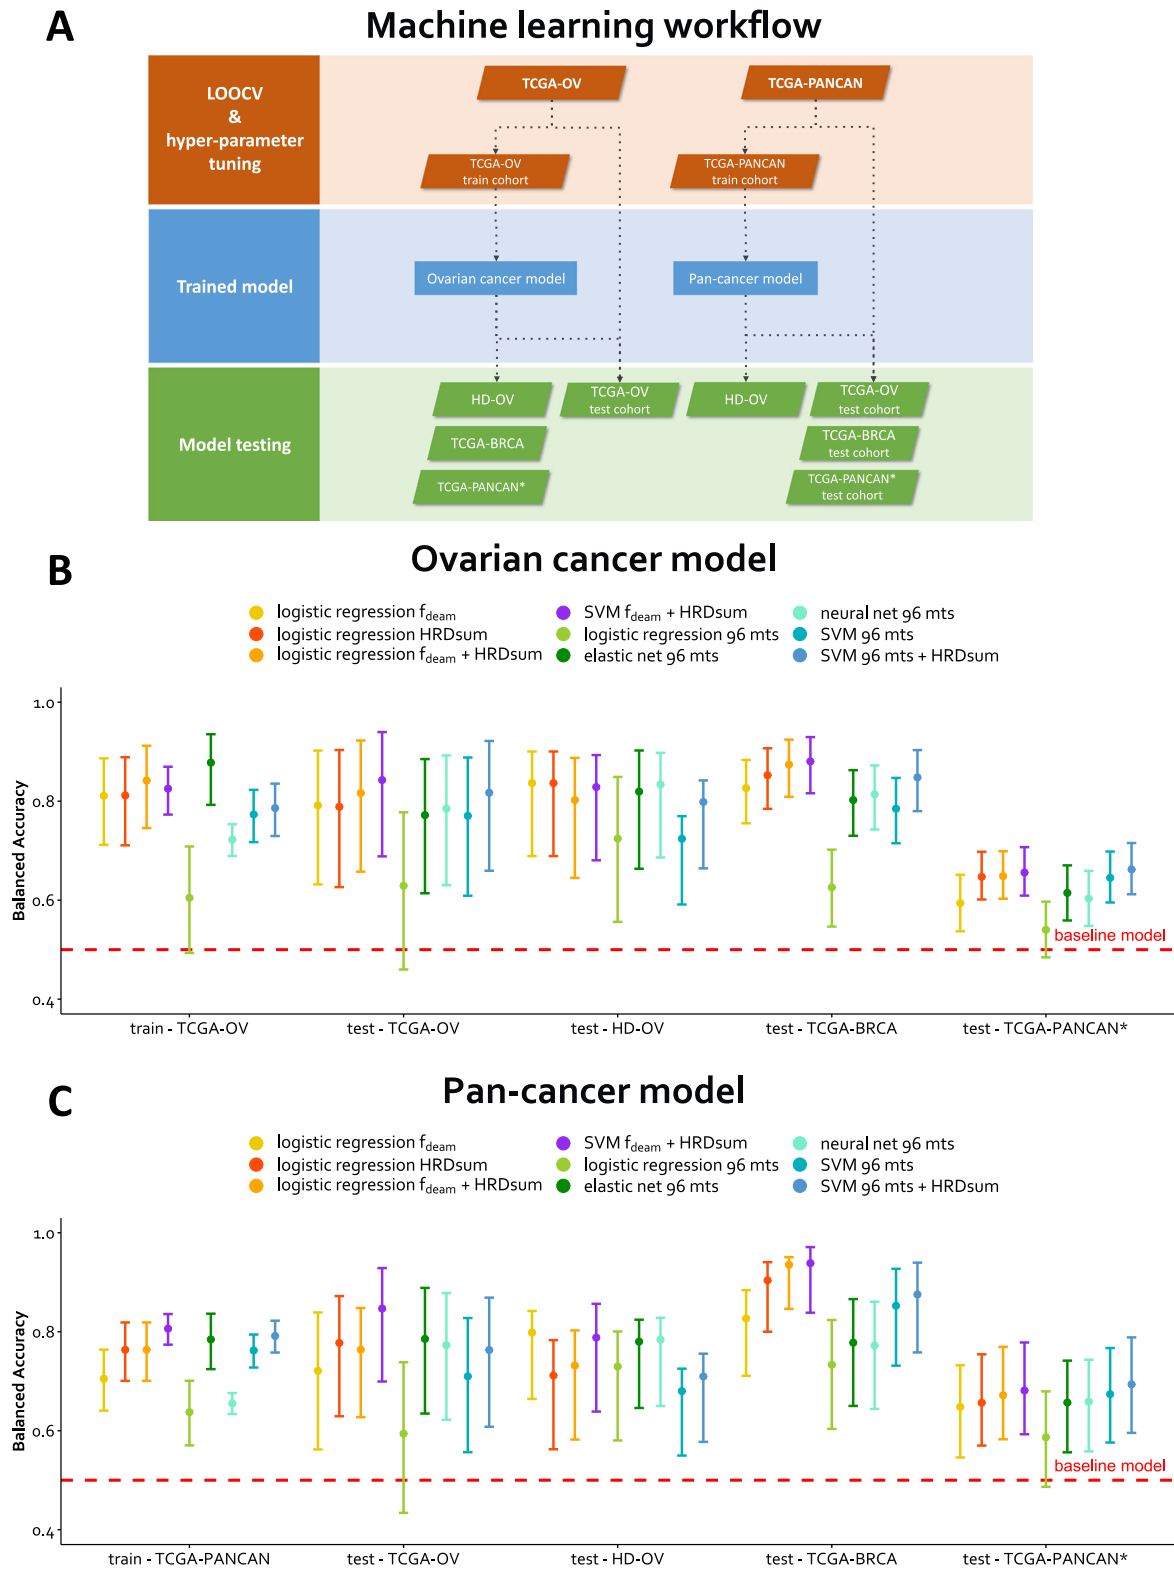 A
Machine learning workflow
LOOCV
&
hyper-parameter
tuning
TCGA-OV
TCGA-PANCAN
TCGA-OV
train cohort
TCGA-PANCAN
train cohort
Trained model
Ovarian cancer model
Pan-cancer model
Model testing
HD-OV
TCGA-OV
test cohort
HD-OV
TCGA-OV
test cohort
TCGA-BRCA
TCGA-BRCA
test cohort
TCGA-PANCAN*
TCGA-PANCAN*
test cohort
B
Ovarian cancer model
logistic regression fdeam
logistic regression HRDsum
logistic regression fdeam + HRDsum
SVM fdeam + HRDsum
logistic regression 96 mts
elastic net 96 mts
neural net 96 mts
SVM 96 mts
SVM 96 mts + HRDsum
Balanced Accuracy
1.0
0.8
0.6
0.4
baseline model
train - TCGA-OV
test - TCGA-OV
test - HD-OV
test - TCGA-BRCA
test - TCGA-PANCAN*
C
Pan-cancer model
logistic regression fdeam
logistic regression HRDsum
logistic regression fdeam + HRDsum
SVM fdeam + HRDsum
logistic regression 96 mts
elastic net 96 mts
neural net 96 mts
SVM 96 mts
SVM 96 mts + HRDsum
Balanced Accuracy
1.0
0.8
0.6
0.4
baseline model
train - TCGA-PANCAN
test - TCGA-OV
test - HD-OV
test - TCGA-BRCA
test - TCGA-PANCAN*